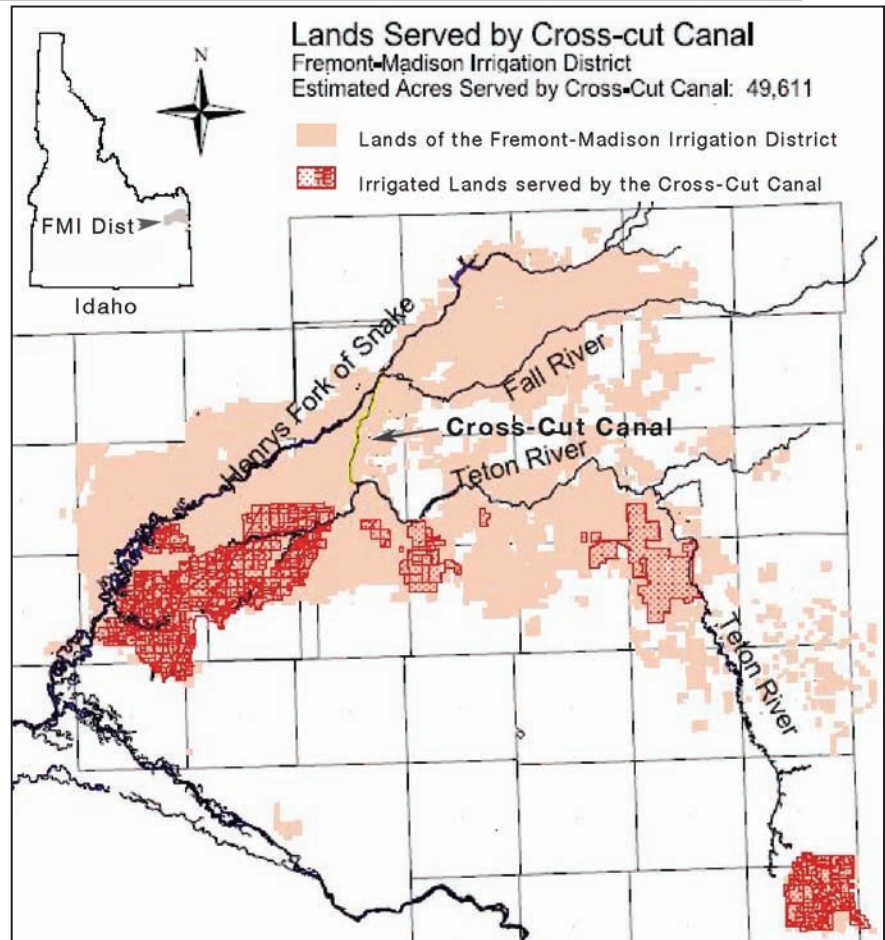 Lands Served by Cross-cut Canal
Fremont-Madison Irrigation District
Estimated Acres Served by Cross-Cut Canal: 49,611
N
Lands of the Fremont-Madison Irrigation District
Irrigated Lands served by the Cross-Cut Canal
FMI Dist
Idaho
Henrys Fork of Snake
Fall River
Cross-Cut Canal
Teton River
Teton River